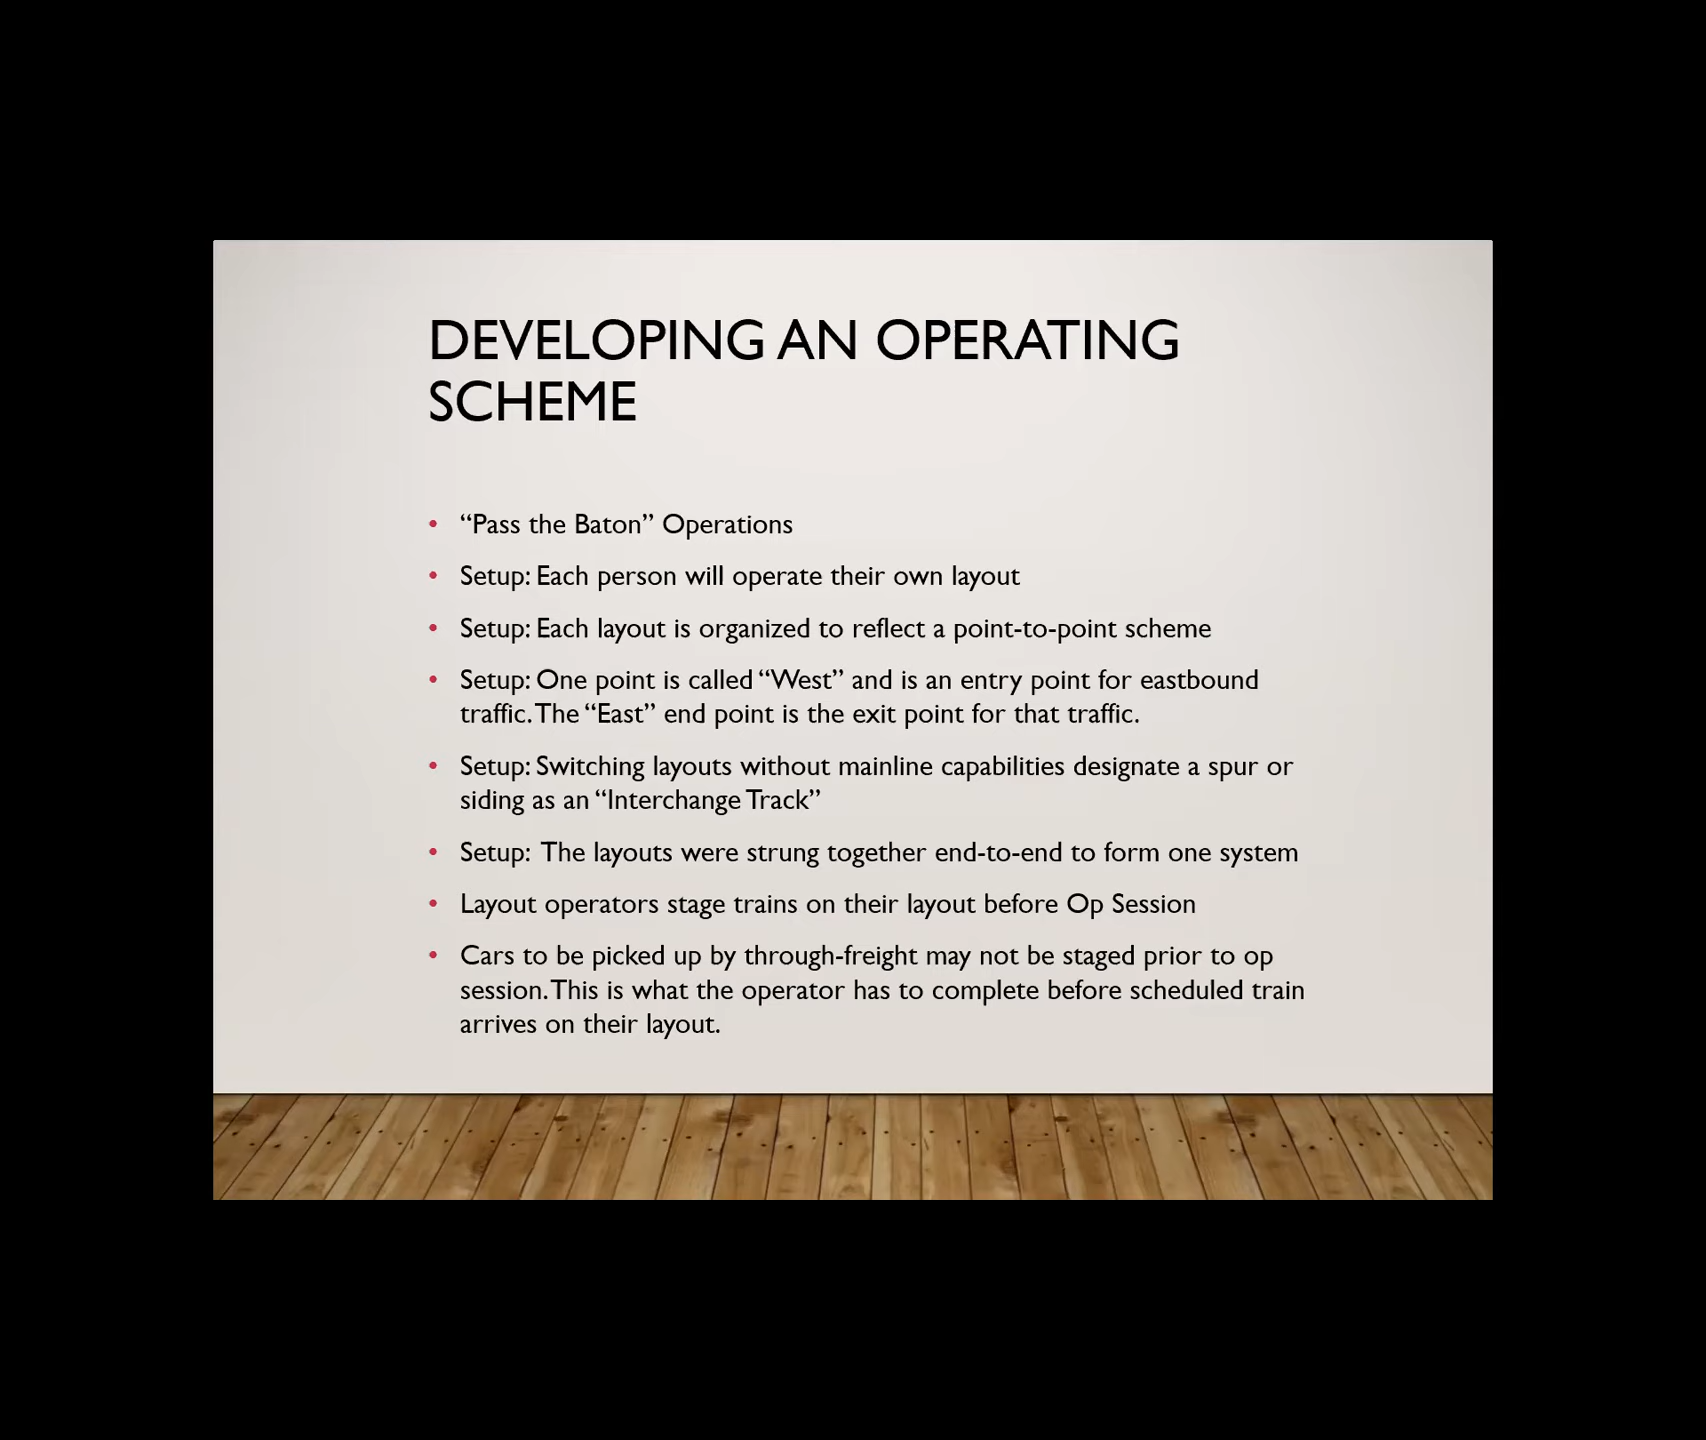 DEVELOPING AN OPERATING
SCHEME
• “Pass the Baton” Operations
• Setup: Each person will operate their own layout
• Setup: Each layout is organized to reflect a point-to-point scheme
• Setup: One point is called “West” and is an entry point for eastbound
traffic. The “East” end point is the exit point for that traffic.
• Setup: Switching layouts without mainline capabilities designate a spur or
siding as an “Interchange Track”
• Setup:  The layouts were strung together end-to-end to form one system
• Layout operators stage trains on their layout before Op Session
• Cars to be picked up by through-freight may not be staged prior to op
session. This is what the operator has to complete before scheduled train
arrives on their layout.